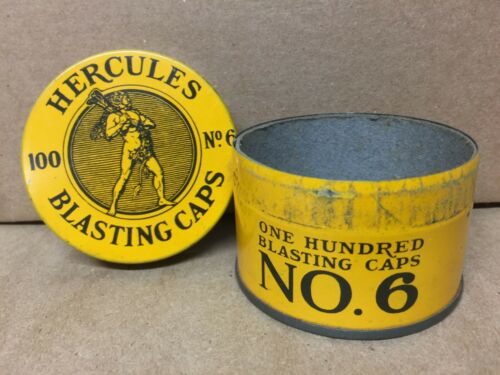 HERCULES
100
No. 6
BLASTING CAPS
ONE HUNDRED
BLASTING CAPS
NO. 6